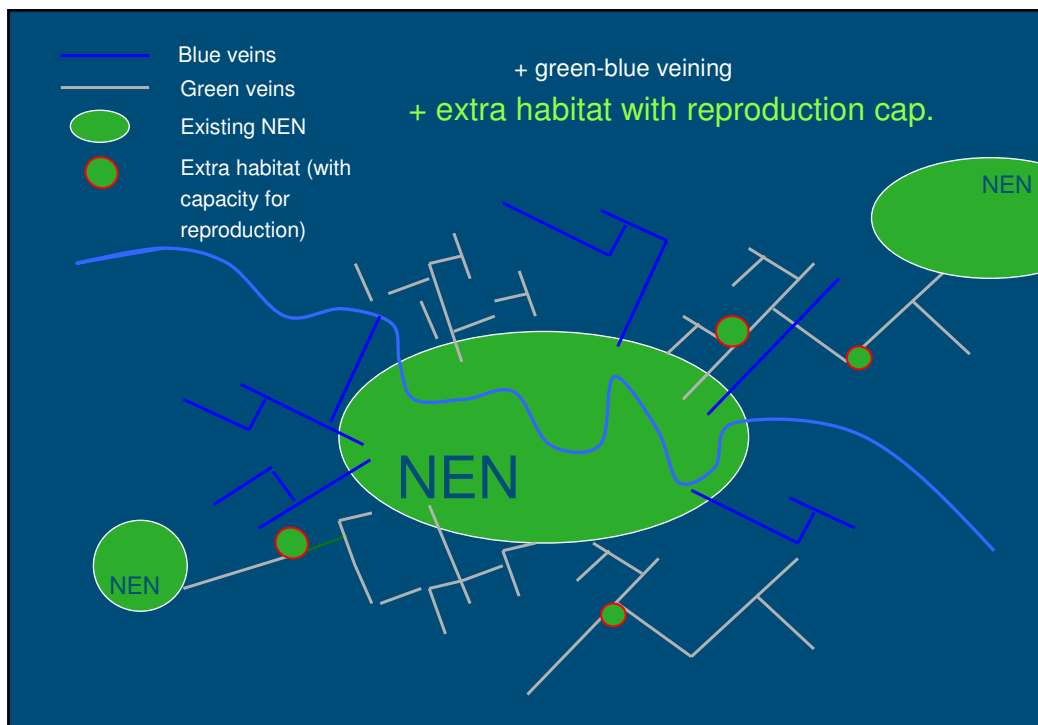 Blue veins
Green veins
Existing NEN
Extra habitat (with
capacity for
reproduction)
+ green-blue veining
+ extra habitat with reproduction cap.
NEN
NEN
NEN